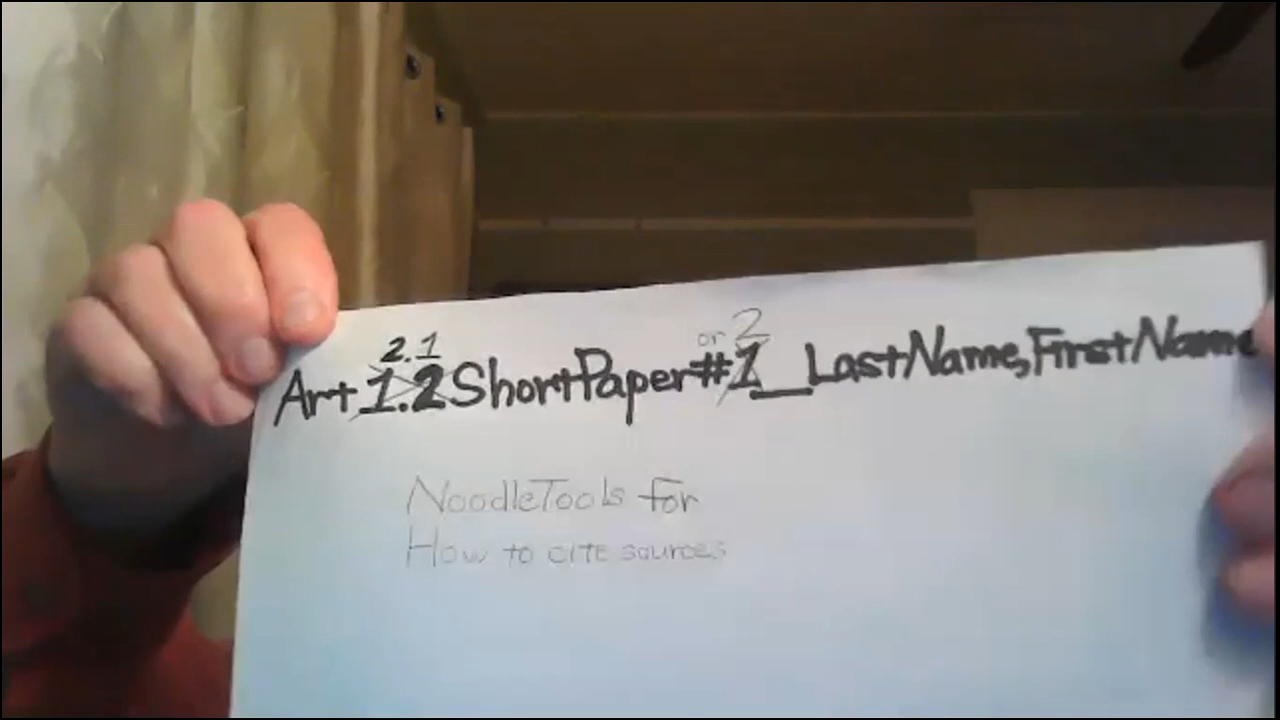 2.1
or 2
Art 1.2 ShortPaper#1_LastName,FirstName
NoodleTools for
How to cite sources